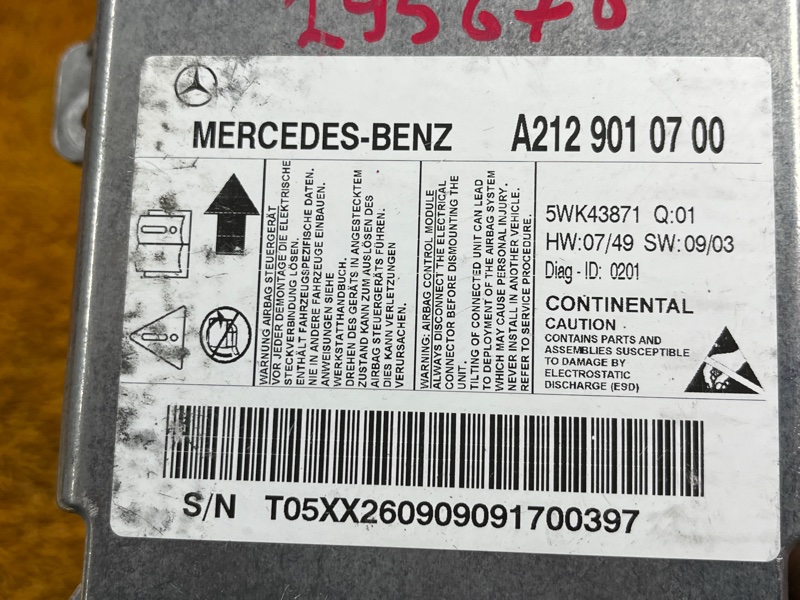 295670
MERCEDES-BENZ
A212 901 07 00
WARNUNG AIRBAG STEUERGERÄT
VOR JEDER DEMONTAGE DIE ELEKTRISCHE
STECKVERBINDUNG LÖSEN.
ENTHÄLT FAHRZEUGSPEZIFISCHE DATEN.
NIE IN ANDERE FAHRZEUGE EINBAUEN.
ANWEISUNGEN SIEHE
WERKSTATTHANDBUCH.
DREHEN DES GERÄTS IN ANGESTECKTEM
ZUSTAND KANN ZUM AUSLÖSEN DES
AIRBAG STEUERGERÄTS FÜHREN.
DIES KANN VERLETZUNGEN
VERURSACHEN.
WARNING: AIRBAG CONTROL MODULE
ALWAYS DISCONNECT THE ELECTRICAL
CONNECTOR BEFORE DISMOUNTING THE
UNIT.
TILTING OF CONNECTED UNIT CAN LEAD
TO DEPLOYMENT OF THE AIRBAG SYSTEM
WHICH MAY CAUSE PERSONAL INJURY.
NEVER INSTALL IN ANOTHER VEHICLE.
REFER TO SERVICE PROCEDURE.
5WK43871 Q:01
HW:07/49 SW:09/03
Diag-ID: 0201
CONTINENTAL
CAUTION
CONTAINS PARTS AND
ASSEMBLIES SUSCEPTIBLE
TO DAMAGE BY
ELECTROSTATIC
DISCHARGE (ESD)
S/N T05XX260909091700397